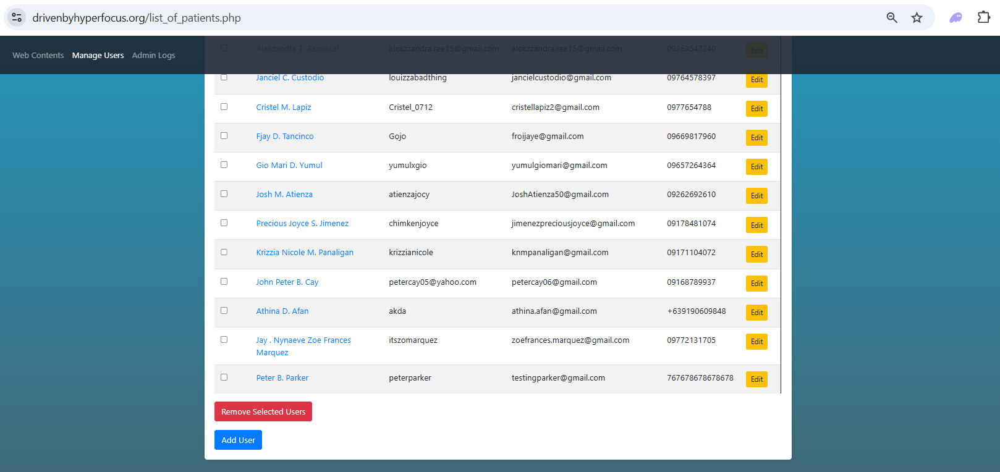 drivenbyhyperfocus.org/list_of_patients.php
Web Contents Manage Users Admin Logs
Alekzandra T. Ramiscal alekzzandra.ree15@gmail.com alekzzandra.ree15@gmail.com 09369547340 Edit
Janciel C. Custodio louizzabadthing jancielcustodio@gmail.com 09764578397 Edit
Cristel M. Lapiz Cristel_0712 cristellapiz2@gmail.com 0977654788 Edit
Fjay D. Tancinco Gojo froijaye@gmail.com 09669817960 Edit
Gio Mari D. Yumul yumulxgio yumulgiomari@gmail.com 09657264364 Edit
Josh M. Atienza atienzajocy JoshAtienza50@gmail.com 09262692610 Edit
Precious Joyce S. Jimenez chimkenjoyce jimenezpreciousjoyce@gmail.com 09178481074 Edit
Krizzia Nicole M. Panaligan krizzianicole knmpanaligan@gmail.com 09171104072 Edit
John Peter B. Cay petercay05@yahoo.com petercay06@gmail.com 09168789937 Edit
Athina D. Afan akda athina.afan@gmail.com +639190609848 Edit
Jay . Nynaeve Zoe Frances itszomarquez zoefrances.marquez@gmail.com 09772131705 Edit
Marquez
Peter B. Parker peterparker testingparker@gmail.com 767678678678678 Edit
Remove Selected Users
Add User